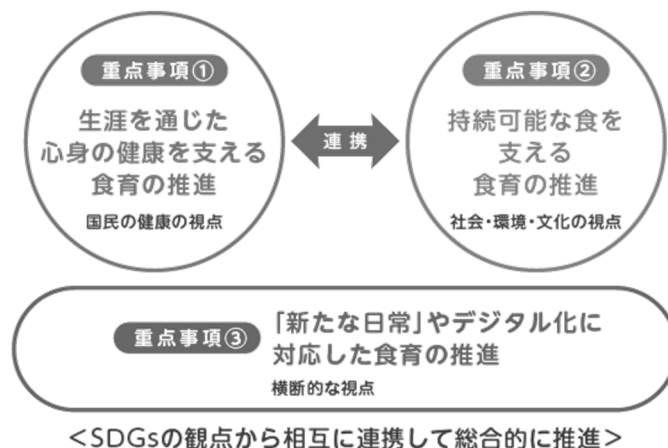 重点事項①
生涯を通じた
心身の健康を支える
食育の推進
国民の健康の視点
連携
重点事項②
持続可能な食を
支える
食育の推進
社会・環境・文化の視点
重点事項③
「新たな日常」やデジタル化に
対応した食育の推進
横断的な視点
<SDGsの観点から相互に連携して総合的に推進>